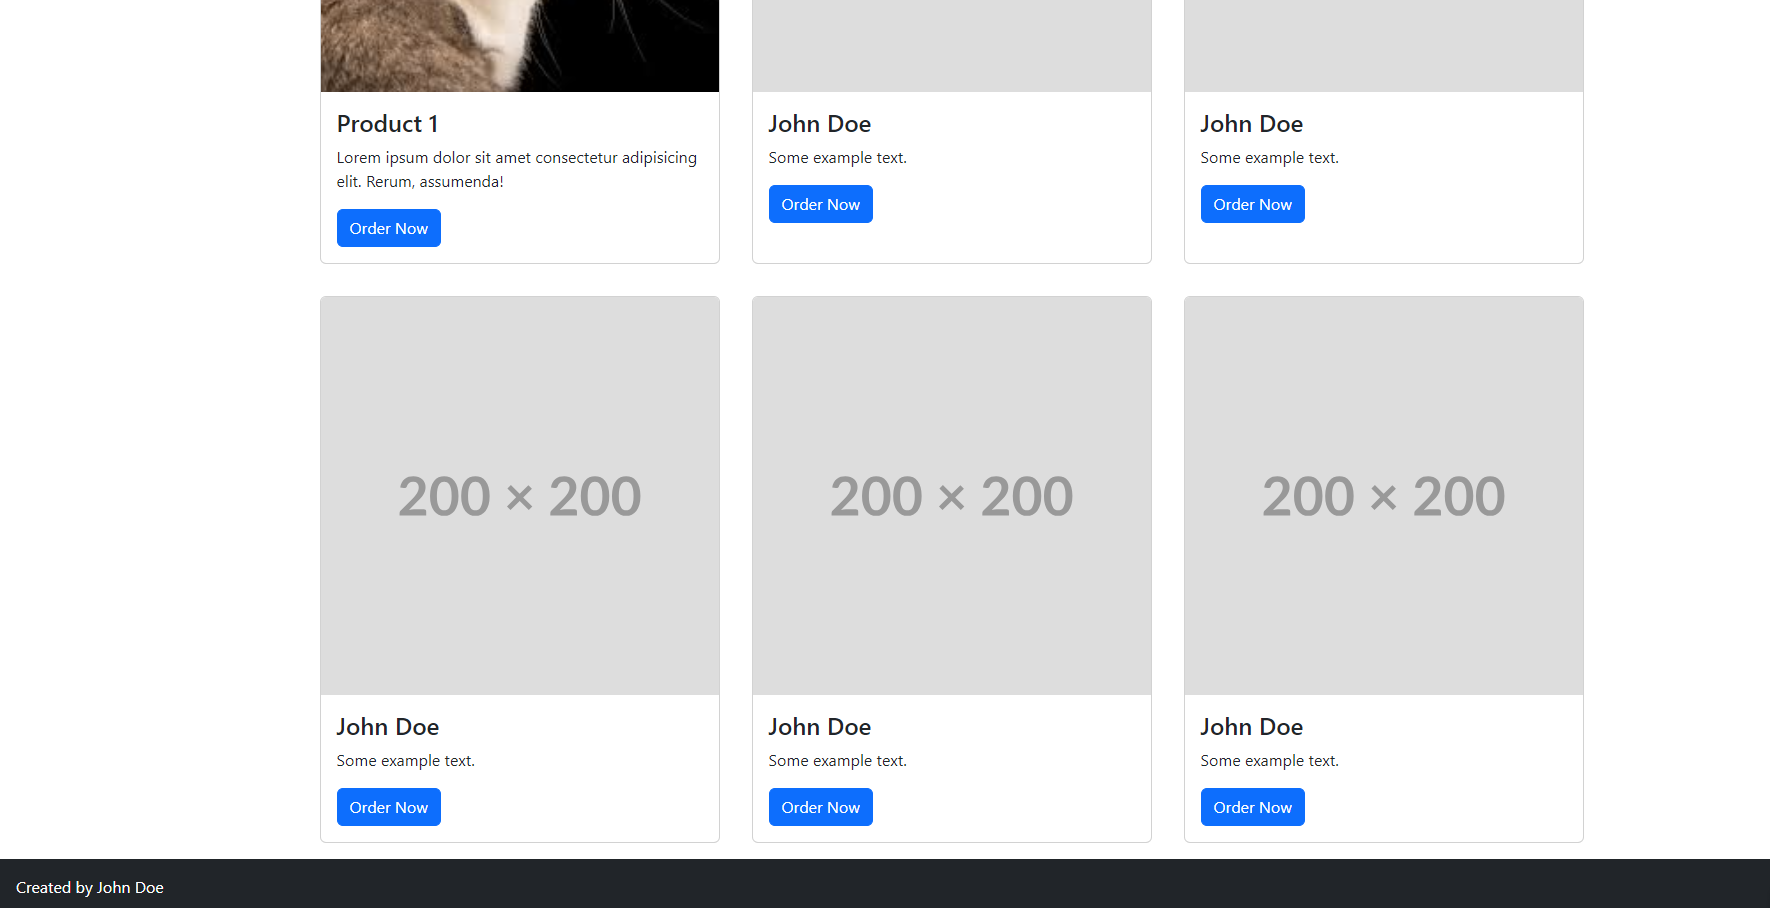 Product 1
Lorem ipsum dolor sit amet consectetur adipisicing
elit. Rerum, assumenda!
Order Now
John Doe
Some example text.
Order Now
John Doe
Some example text.
Order Now
200 × 200
John Doe
Some example text.
Order Now
200 × 200
John Doe
Some example text.
Order Now
200 × 200
John Doe
Some example text.
Order Now
Created by John Doe